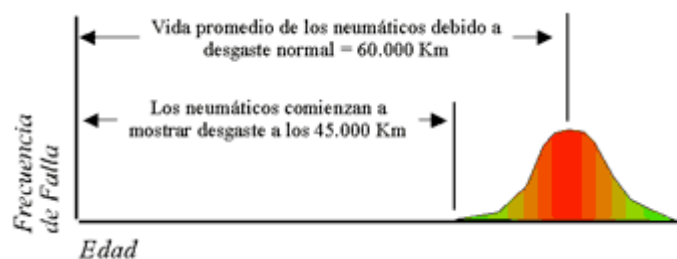 Vida promedio de los neumáticos debido a
desgaste normal = 60.000 Km
Los neumáticos comienzan a
mostrar desgaste a los 45.000 Km
Frecuencia
de Falla
Edad